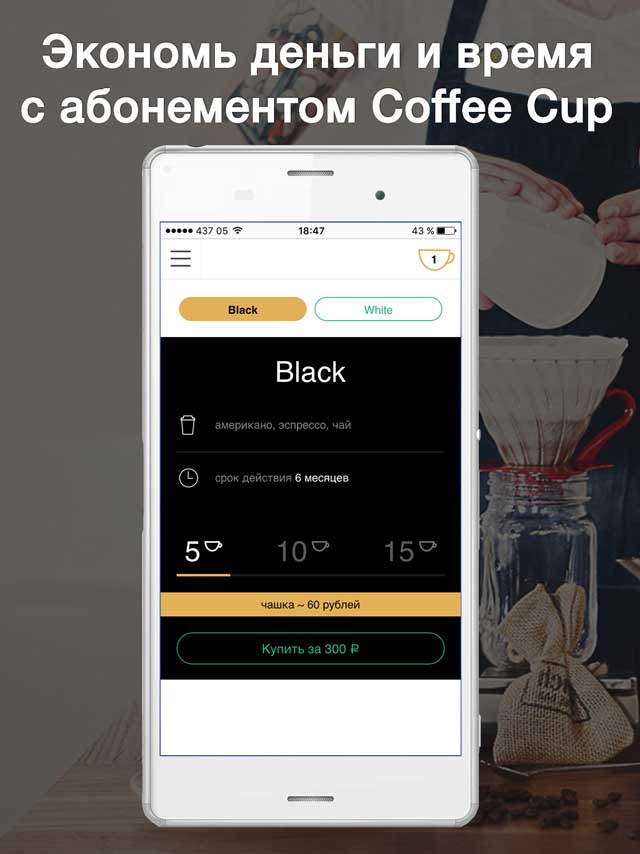 Экономь деньги и время
с абонементом Coffee Cup
●●●●● 437 05 18:47 43 %
1
Black White
Black
американо, эспрессо, чай
срок действия 6 месяцев
5 10 15
чашка ~ 60 рублей
Купить за 300 ₽